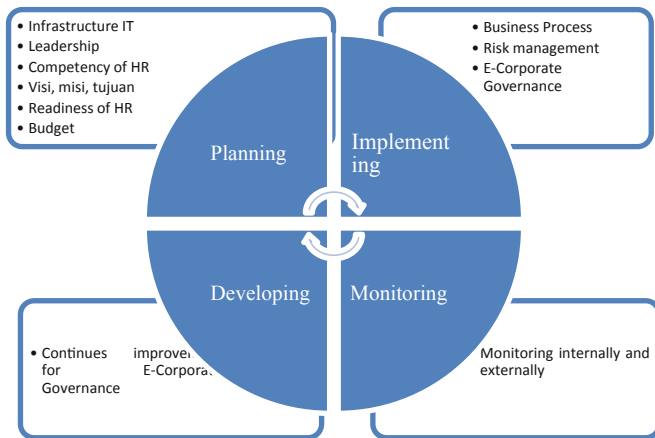 • Infrastructure IT
• Leadership
• Competency of HR
• Visi, misi, tujuan
• Readiness of HR
• Budget
• Business Process
• Risk management
• E-Corporate
Governance
Planning
Implement
ing
Developing
Monitoring
• Continues
for E-Corporate
Governance
Monitoring internally and
externally